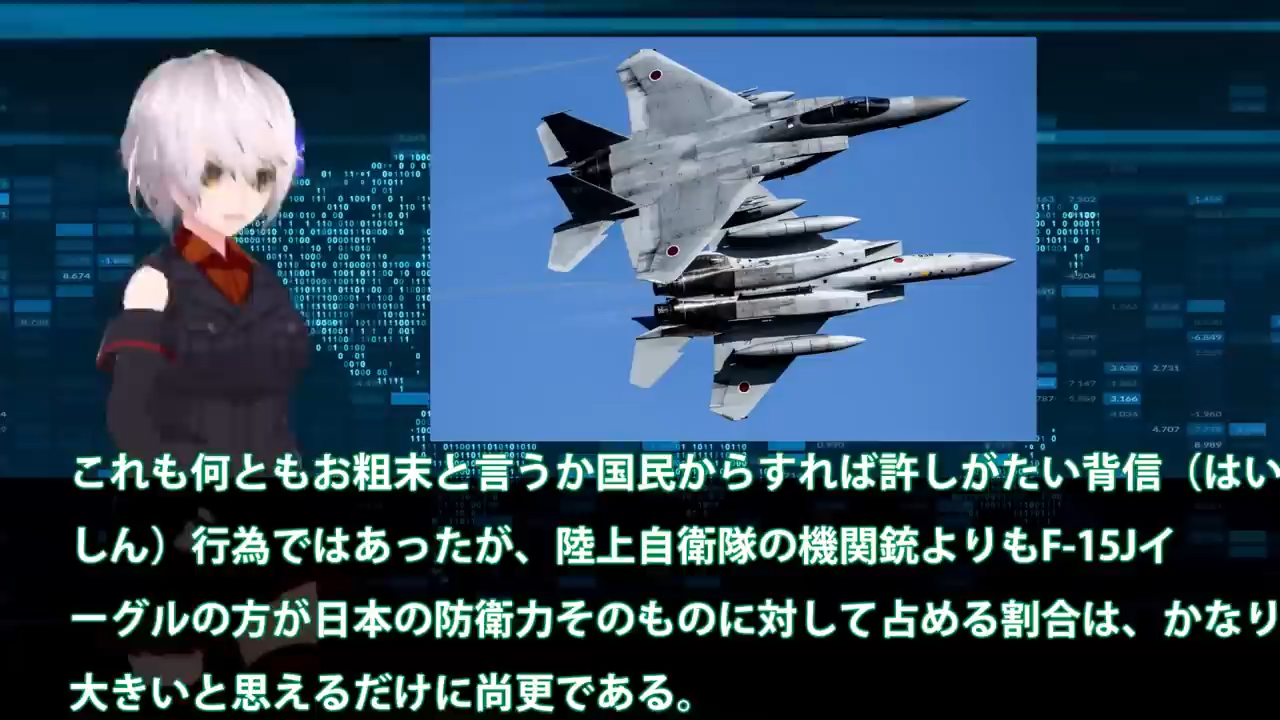 これも何ともお粗末と言うか国民からすれば許しがたい背信（はい
しん）行為ではあったが、陸上自衛隊の機関銃よりもF-15Jイ
ーグルの方が日本の防衛力そのものに対して占める割合は、かなり
大きいと思えるだけに尚更である。